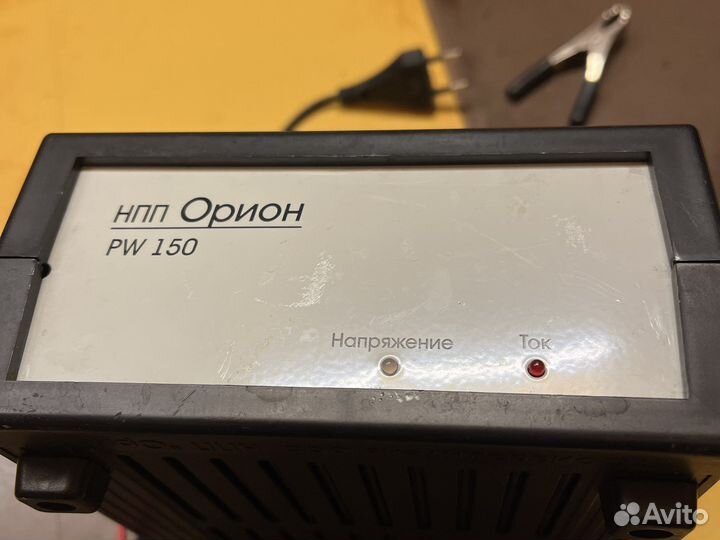 НПП Орион
PW 150
Напряжение
Ток
Avito